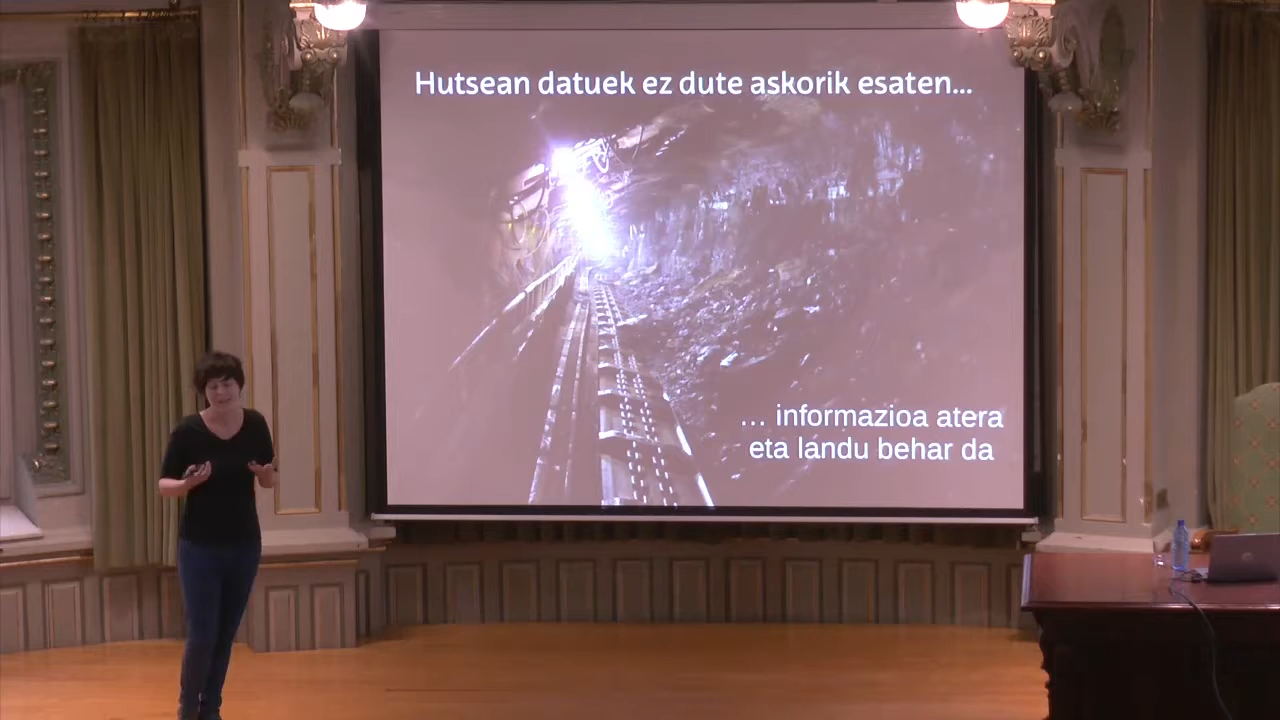 Hutsean datuek ez dute askorik esaten...
... informazioa atera
eta landu behar da